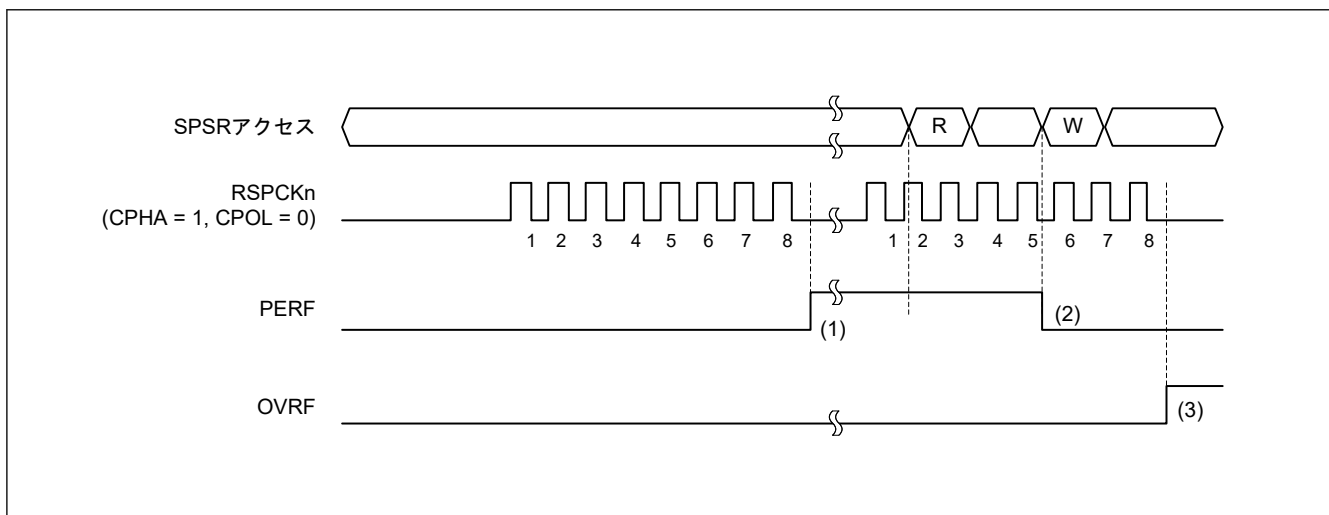 SPSRアクセス
R
W
RSPCKn
(CPHA = 1, CPOL = 0)
1 2 3 4 5 6 7 8
1 2 3 4 5 6 7 8
PERF
(1)
(2)
OVRF
(3)